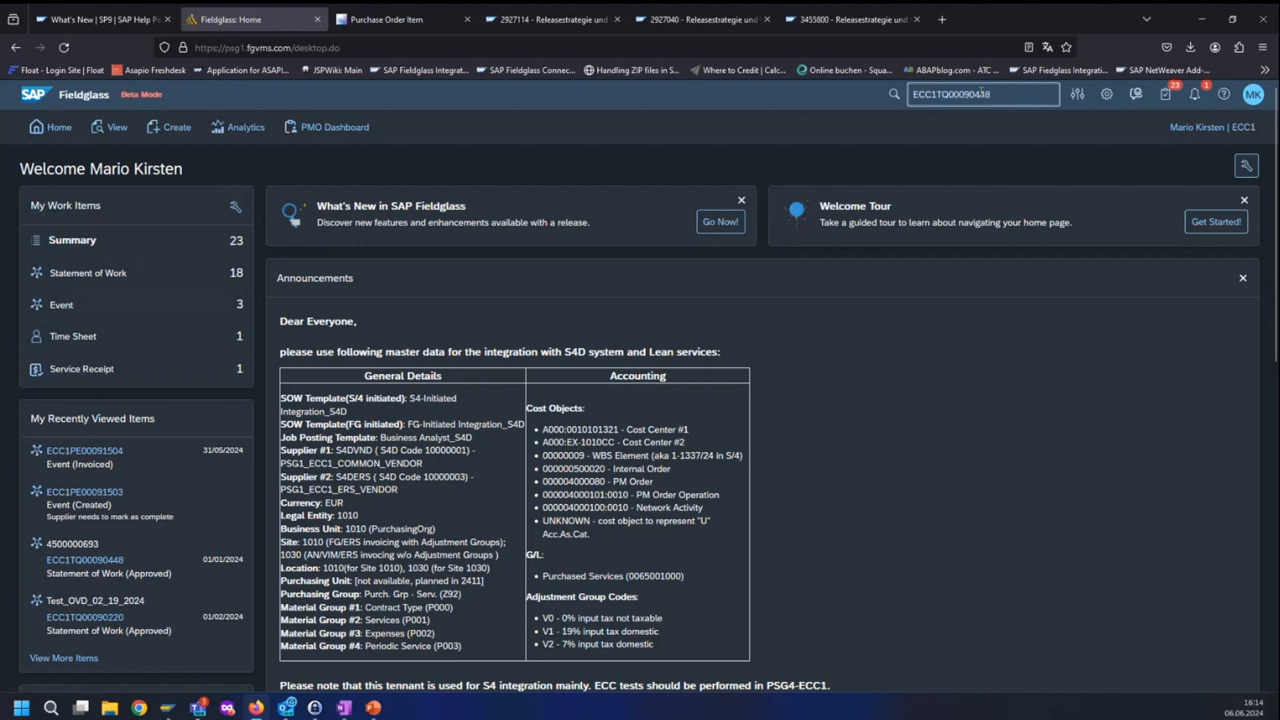 What's New | SP9 | SAP Help Po
Fieldglass: Home
Purchase Order Item
2927114 - Releasestrategie und
2927040 - Releasestrategie und
3455800 - Releasestrategie und
https://psg1.fgvms.com/desktop.do
Float - Login Site | Float
Asapio Freshdesk
Application for ASAPI...
JSPWiki: Main
SAP Fieldglass Integrat...
SAP Fieldglass Connec...
Handling ZIP files in S...
Where to Credit | Calc...
Online buchen - Squa...
ABAPblog.com - ATC ...
SAP Fiedglass Integrati...
SAP NetWeaver Add-...
SAP Fieldglass Beta Mode
ECC1TQ00090448
23
1
MK
Home
View
Create
Analytics
PMO Dashboard
Mario Kirsten | ECC1
Welcome Mario Kirsten
My Work Items
Summary 23
Statement of Work 18
Event 3
Time Sheet 1
Service Receipt 1
My Recently Viewed Items
ECC1PE00091504 31/05/2024
Event (Invoiced)
ECC1PE00091503 31/05/2024
Event (Created)
Supplier needs to mark as complete
4500000693
ECC1TQ00090448 01/01/2024
Statement of Work (Approved)
Test_OVD_02_19_2024
ECC1TQ00090220 01/02/2024
Statement of Work (Approved)
View More Items
What's New in SAP Fieldglass
Discover new features and enhancements available with a release.
Go Now!
Welcome Tour
Take a guided tour to learn about navigating your home page.
Get Started!
Announcements
Dear Everyone,
please use following master data for the integration with S4D system and Lean services:
General Details
SOW Template(S/4 initiated): S4-Initiated
Integration_S4D
SOW Template(FG initiated): FG-Initiated Integration_S4D
Job Posting Template: Business Analyst_S4D
Supplier #1: S4DVND ( S4D Code 10000001) -
PSG1_ECC1_COMMON_VENDOR
Supplier #2: S4DERS ( S4D Code 10000003) -
PSG1_ECC1_ERS_VENDOR
Currency: EUR
Legal Entity: 1010
Business Unit: 1010 (PurchasingOrg)
Site: 1010 (FG/ERS invoicing with Adjustment Groups);
1030 (AN/VIM/ERS invocing w/o Adjustment Groups )
Location: 1010(for Site 1010), 1030 (for Site 1030)
Purchasing Unit: [not available, planned in 2411]
Purchasing Group: Purch. Grp - Serv. (Z92)
Material Group #1: Contract Type (P000)
Material Group #2: Services (P001)
Material Group #3: Expenses (P002)
Material Group #4: Periodic Service (P003)
Accounting
Cost Objects:
A000:0010101321 - Cost Center #1
A000:EX-1010CC - Cost Center #2
00000009 - WBS Element (aka 1-1337/24 in S/4)
000000500020 - Internal Order
000004000080 - PM Order
000004000101:0010 - PM Order Operation
000004000100:0010 - Network Activity
UNKNOWN - cost object to represent "U"
Acc.As.Cat.
G/L:
Purchased Services (0065001000)
Adjustment Group Codes:
V0 - 0% input tax not taxable
V1 - 19% input tax domestic
V2 - 7% input tax domestic
Please note that this tennant is used for S4 integration mainly. ECC tests should be performed in PSG4-ECC1.
16:14
06.06.2024